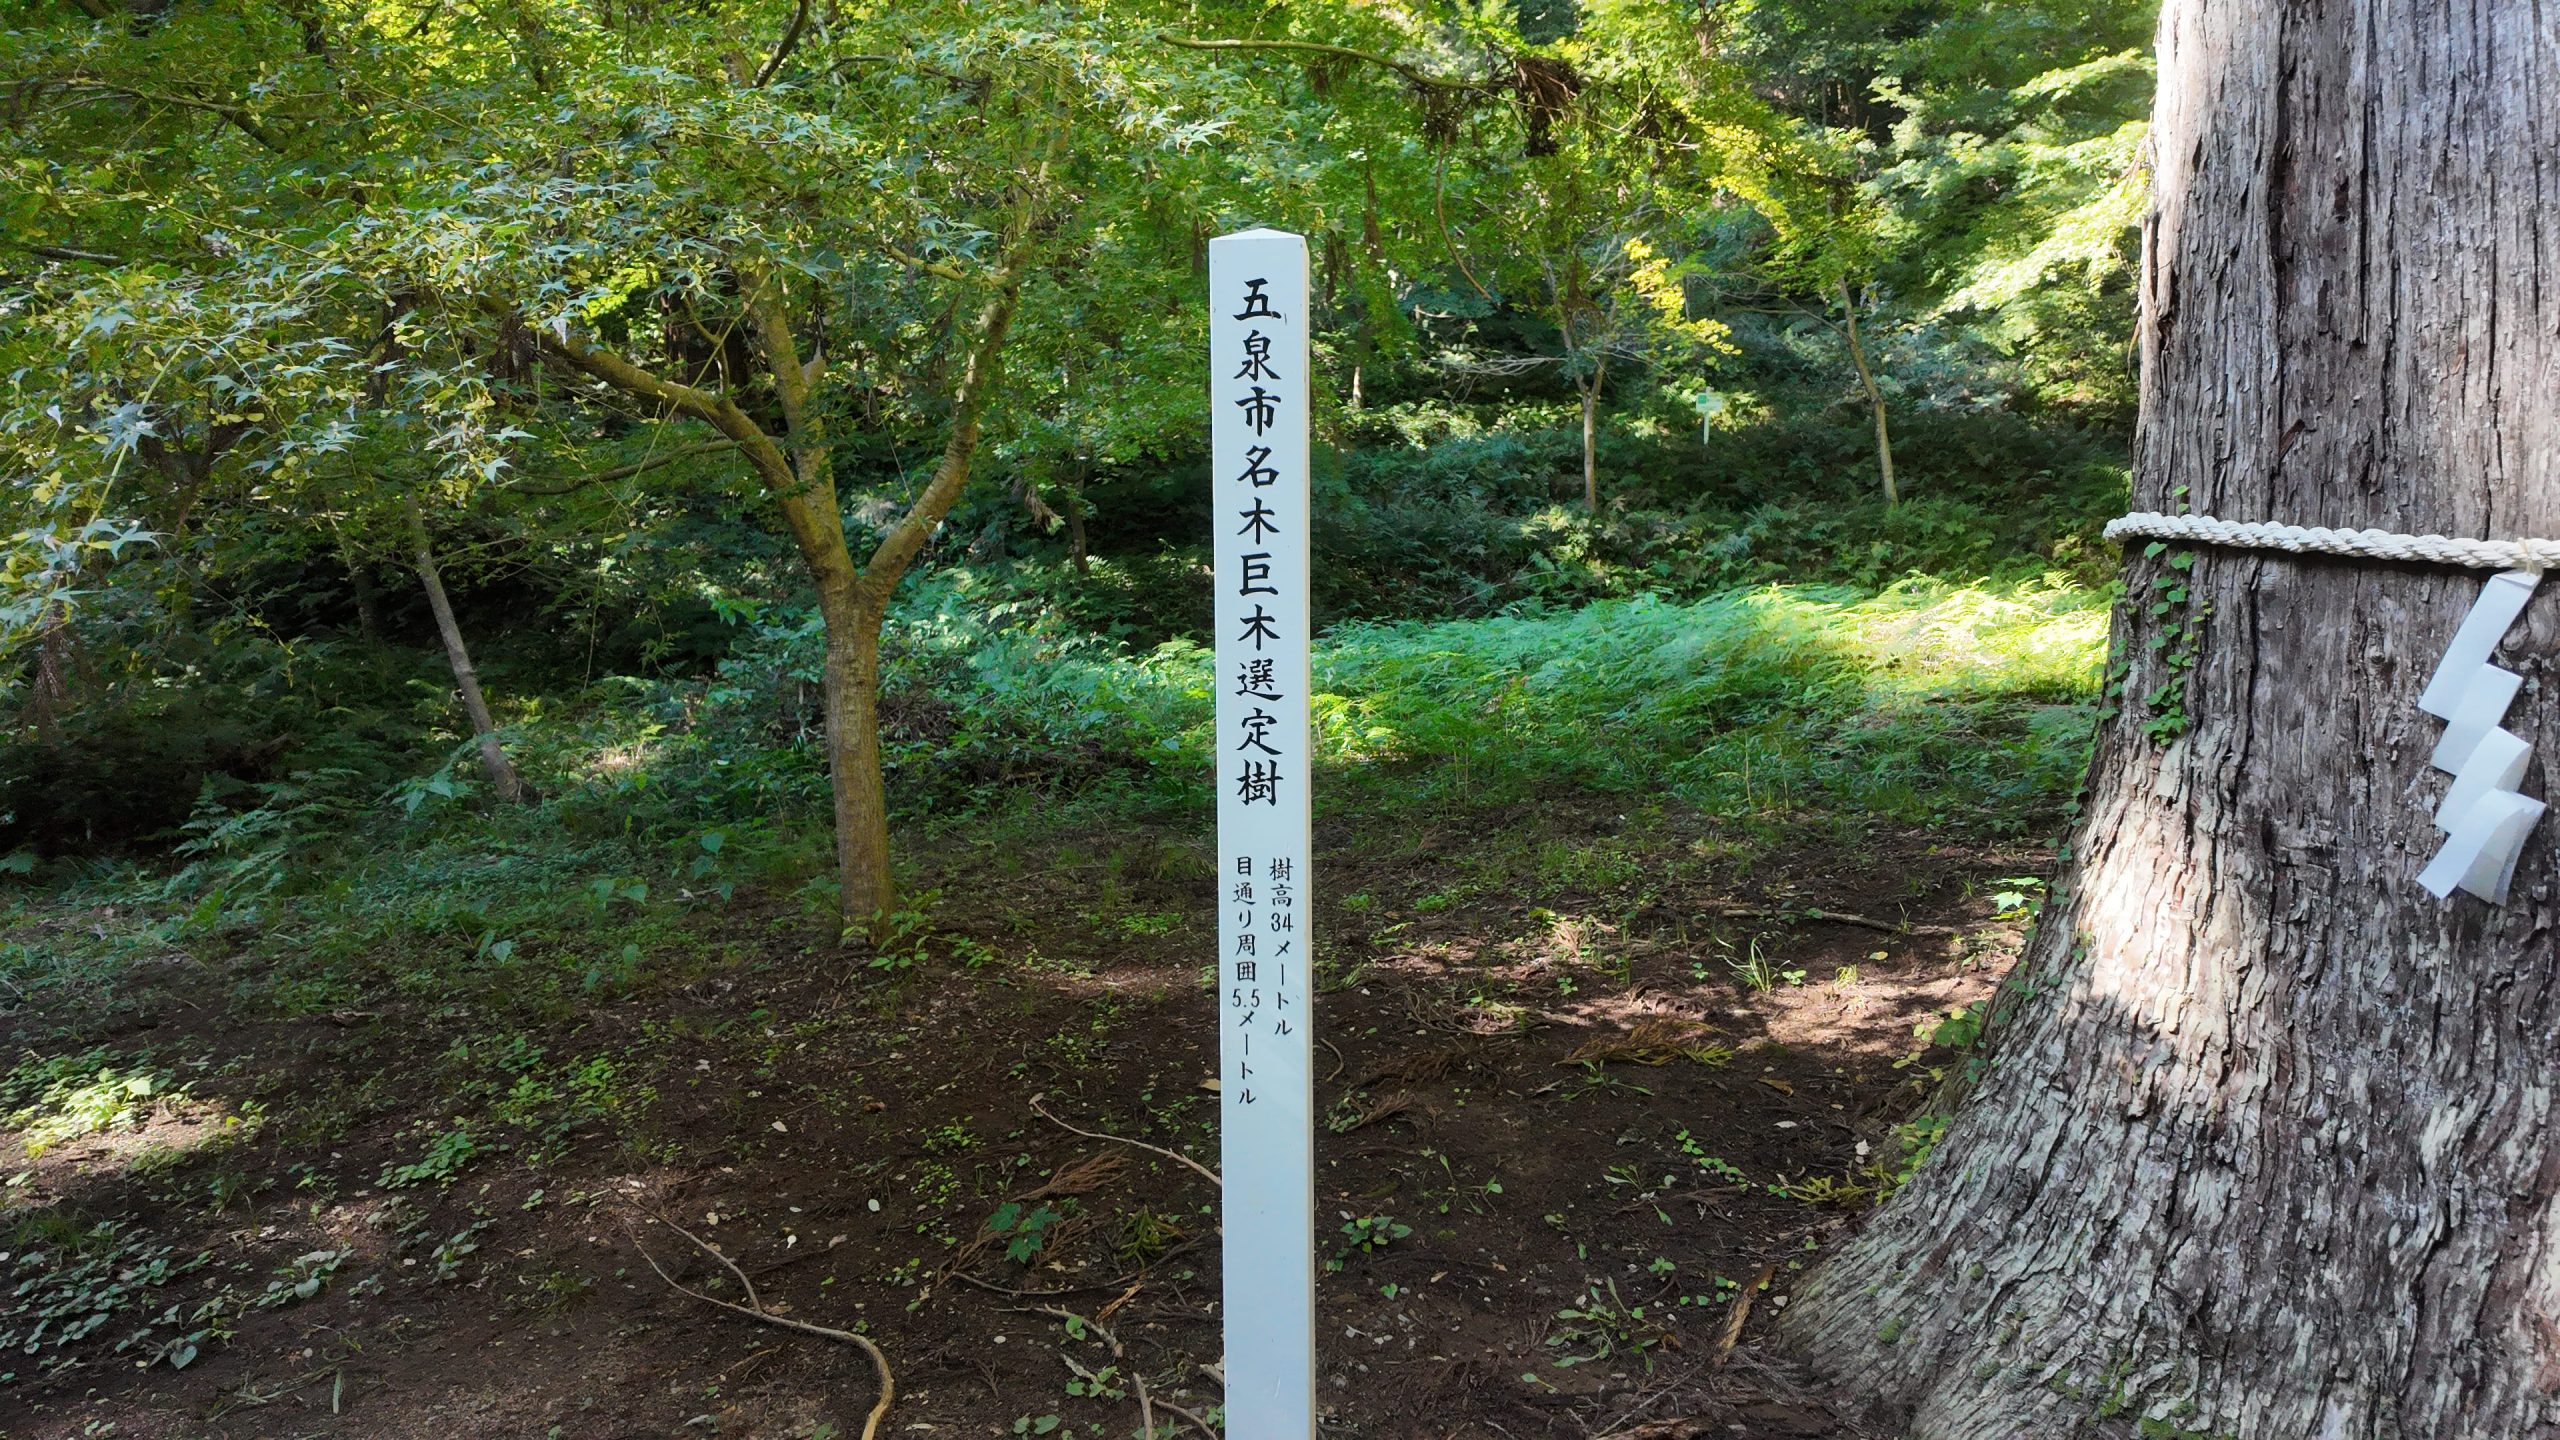 五泉市名木巨木選定樹
樹高34メートル
目通り周囲5.5メートル